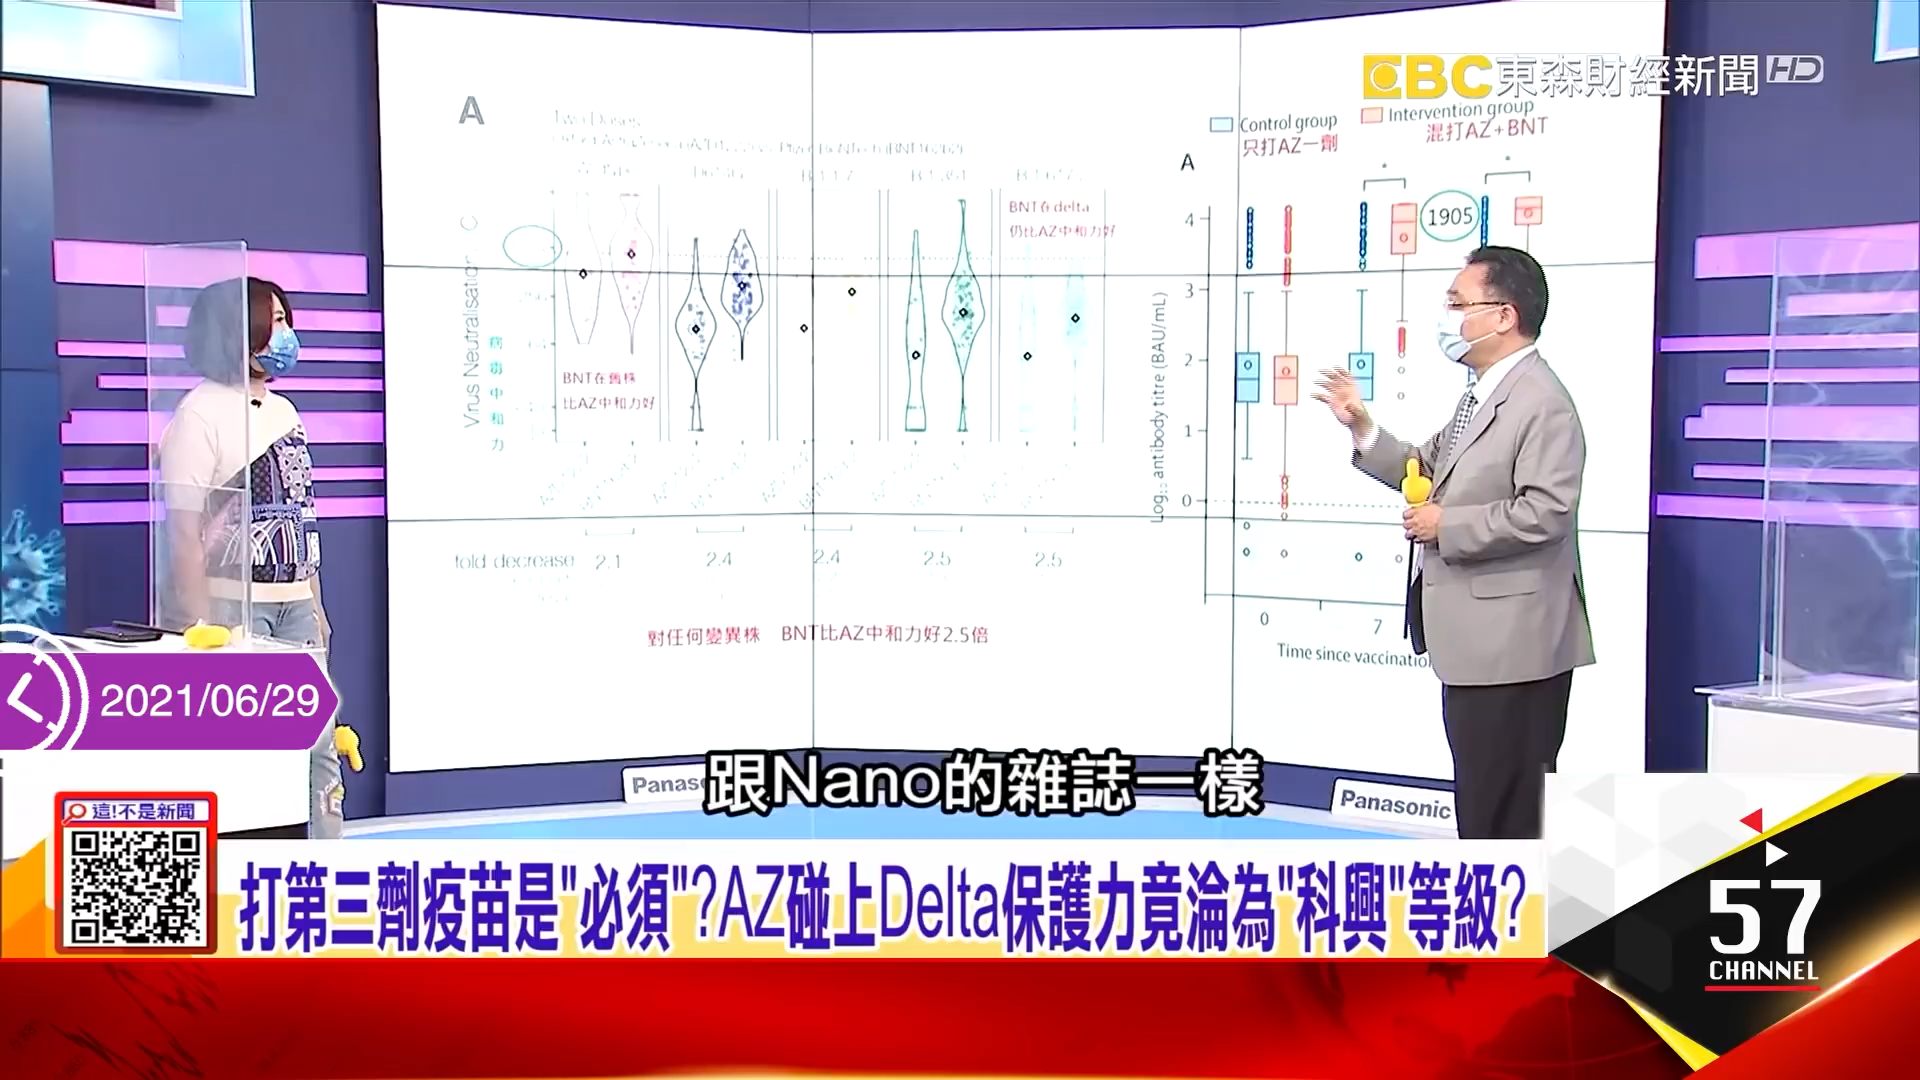 EBC東森財經新聞HD
A
Two Doses
Virus Neutralisation
病毒中和力
BNT在舊株
比AZ中和力好
BNT在delta
仍比AZ中和力好
fold decrease 2.1 2.4 2.4 2.5 2.5
對任何變異株 BNT比AZ中和力好2.5倍
Control group
只打AZ一劑
Intervention group
混打AZ+BNT
A
1905
4
3
2
1
0
Log₁₀ antibody titre (BAU/mL)
0 7
Time since vaccinatio
2021/06/29
Panaso
Panasonic
跟Nano的雜誌一樣
這!不是新聞
打第三劑疫苗是"必須"?AZ碰上Delta保護力竟淪為"科興"等級?
57
CHANNEL